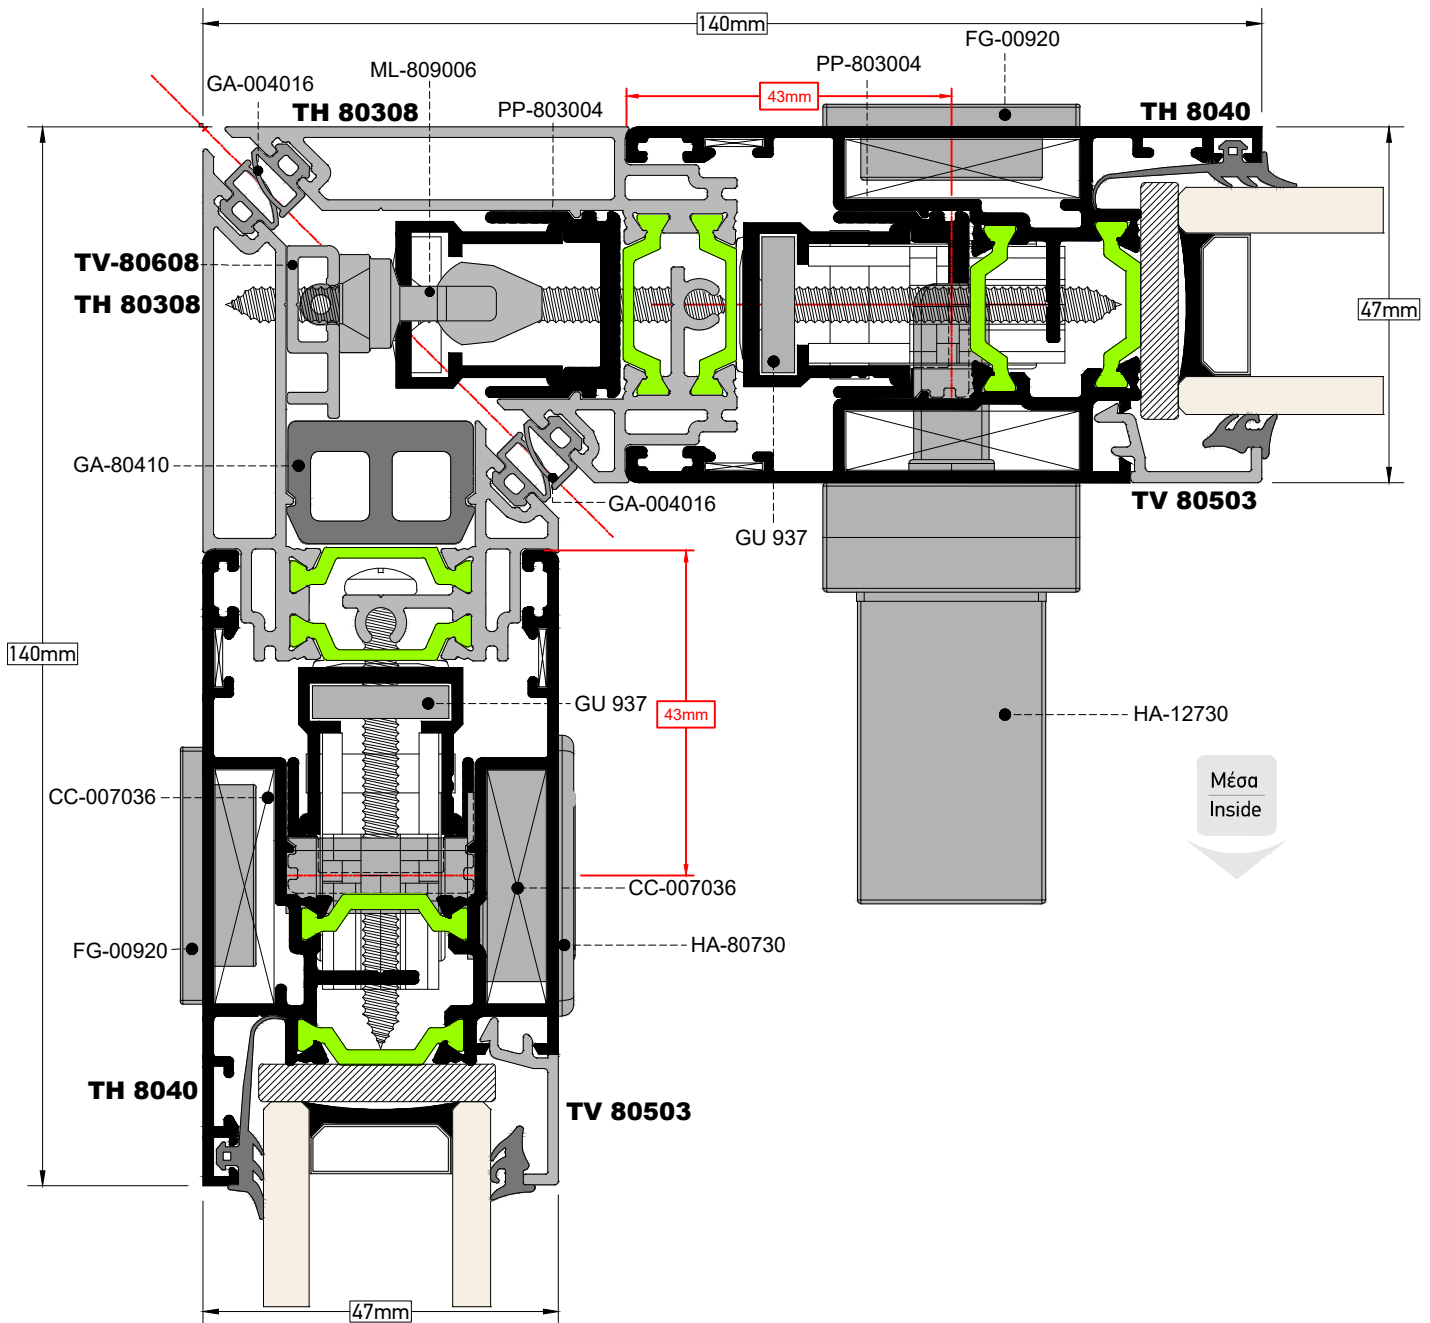 140mm
FG-00920
PP-803004
ML-809006
GA-004016
TH 80308
PP-803004
43mm
TH 8040
TV-80608
TH 80308
47mm
GA-80410
GA-004016
TV 80503
GU 937
140mm
GU 937
43mm
HA-12730
Μέσα
Inside
CC-007036
CC-007036
FG-00920
HA-80730
TH 8040
TV 80503
47mm